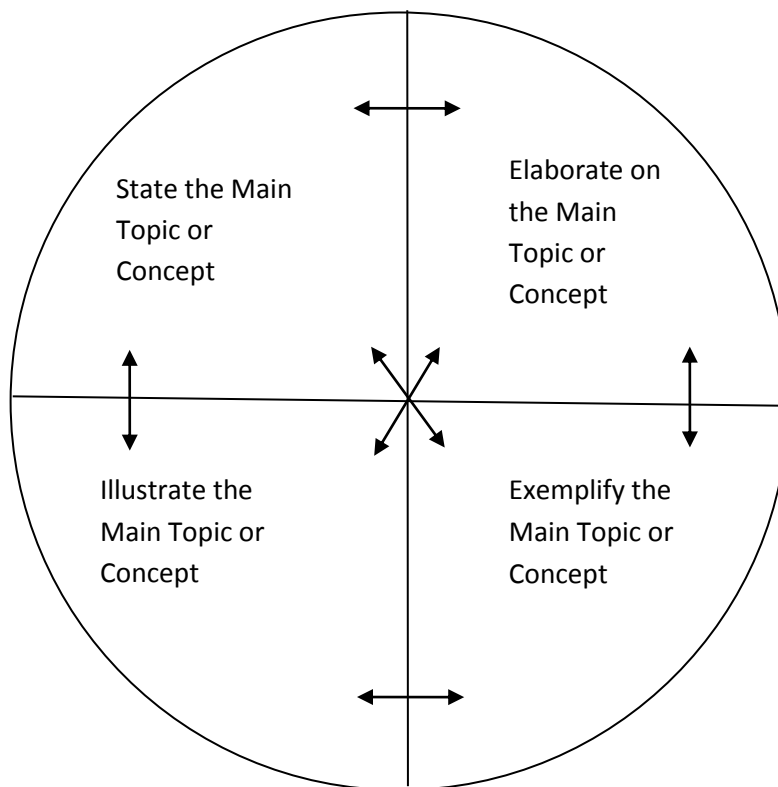 State the Main
Topic or
Concept
Elaborate on
the Main
Topic or
Concept
Illustrate the
Main Topic or
Concept
Exemplify the
Main Topic or
Concept